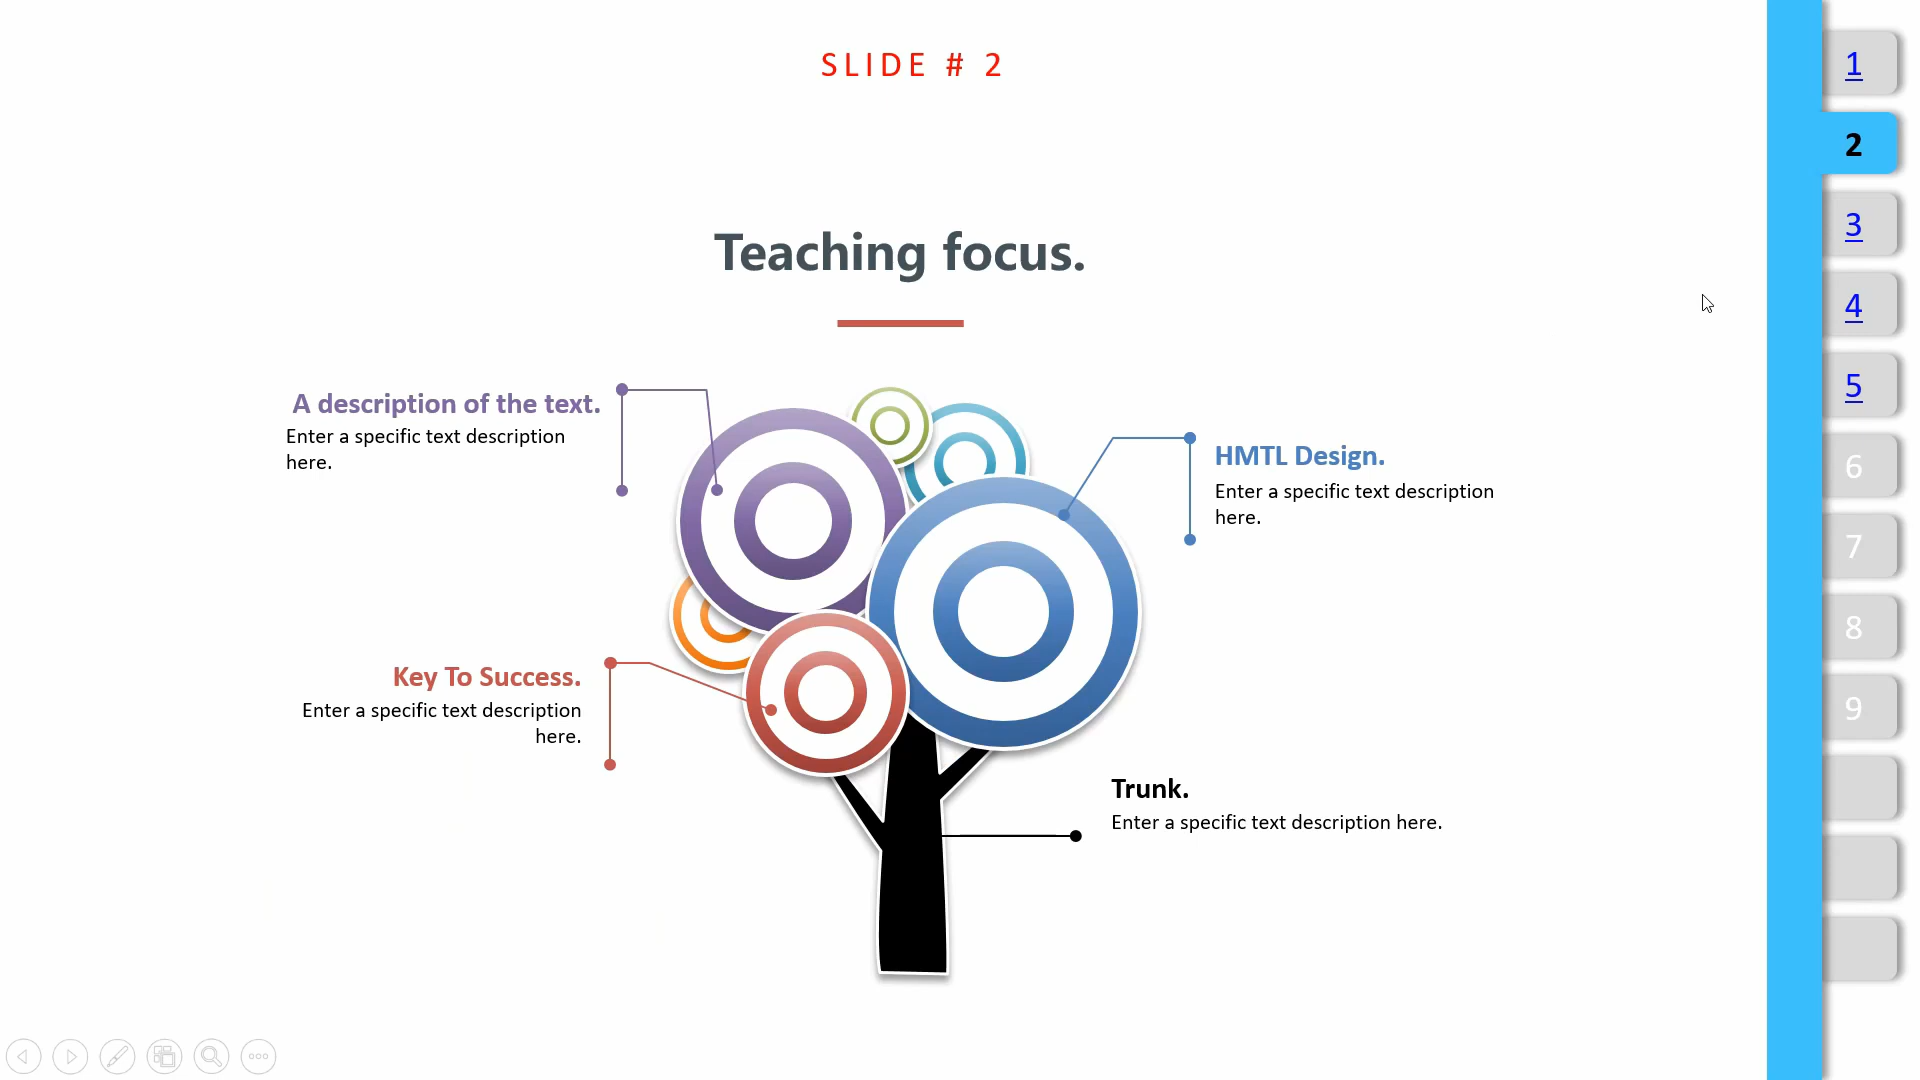 SLIDE # 2
Teaching focus.
A description of the text.
Enter a specific text description
here.
HMTL Design.
Enter a specific text description
here.
Key To Success.
Enter a specific text description
here.
Trunk.
Enter a specific text description here.
1
2
3
4
5
6
7
8
9